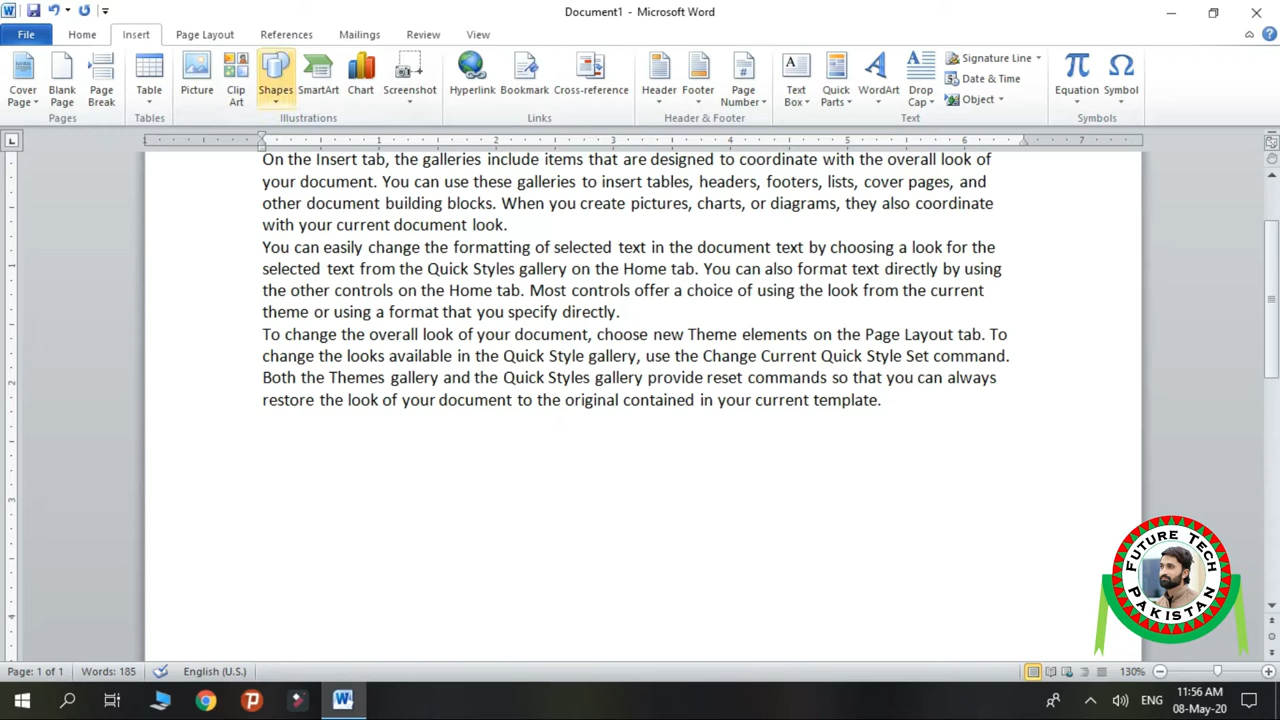 Document1 - Microsoft Word
File Home Insert Page Layout References Mailings Review View
Cover Page
Blank Page
Page Break
Table
Picture
Clip Art
Shapes
SmartArt
Chart
Screenshot
Hyperlink
Bookmark
Cross-reference
Header
Footer
Page Number
Text Box
Quick Parts
WordArt
Drop Cap
Signature Line
Date & Time
Object
Equation
Symbol
Pages Tables Illustrations Links Header & Footer Text Symbols
1 1 2 3 4 5 6 7
On the Insert tab, the galleries include items that are designed to coordinate with the overall look of
your document. You can use these galleries to insert tables, headers, footers, lists, cover pages, and
other document building blocks. When you create pictures, charts, or diagrams, they also coordinate
with your current document look.
You can easily change the formatting of selected text in the document text by choosing a look for the
selected text from the Quick Styles gallery on the Home tab. You can also format text directly by using
the other controls on the Home tab. Most controls offer a choice of using the look from the current
theme or using a format that you specify directly.
To change the overall look of your document, choose new Theme elements on the Page Layout tab. To
change the looks available in the Quick Style gallery, use the Change Current Quick Style Set command.
Both the Themes gallery and the Quick Styles gallery provide reset commands so that you can always
restore the look of your document to the original contained in your current template.
1
2
3
4
FUTURE TECH
PAKISTAN
Page: 1 of 1 Words: 185 English (U.S.) 130%
ENG
11:56 AM
08-May-20